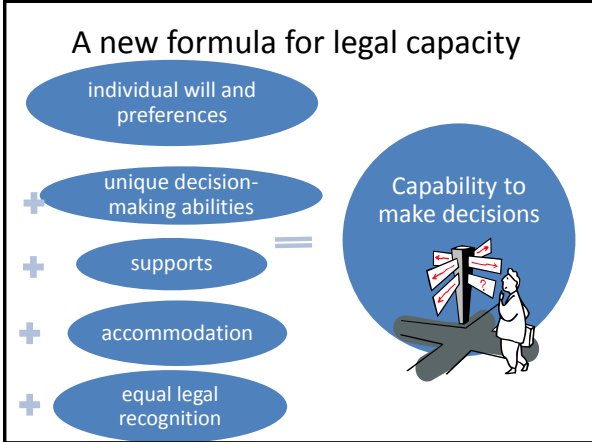 A new formula for legal capacity
individual will and
preferences
+
unique decision-
making abilities
+
supports
+
accommodation
+
equal legal
recognition
=
Capability to
make decisions
?